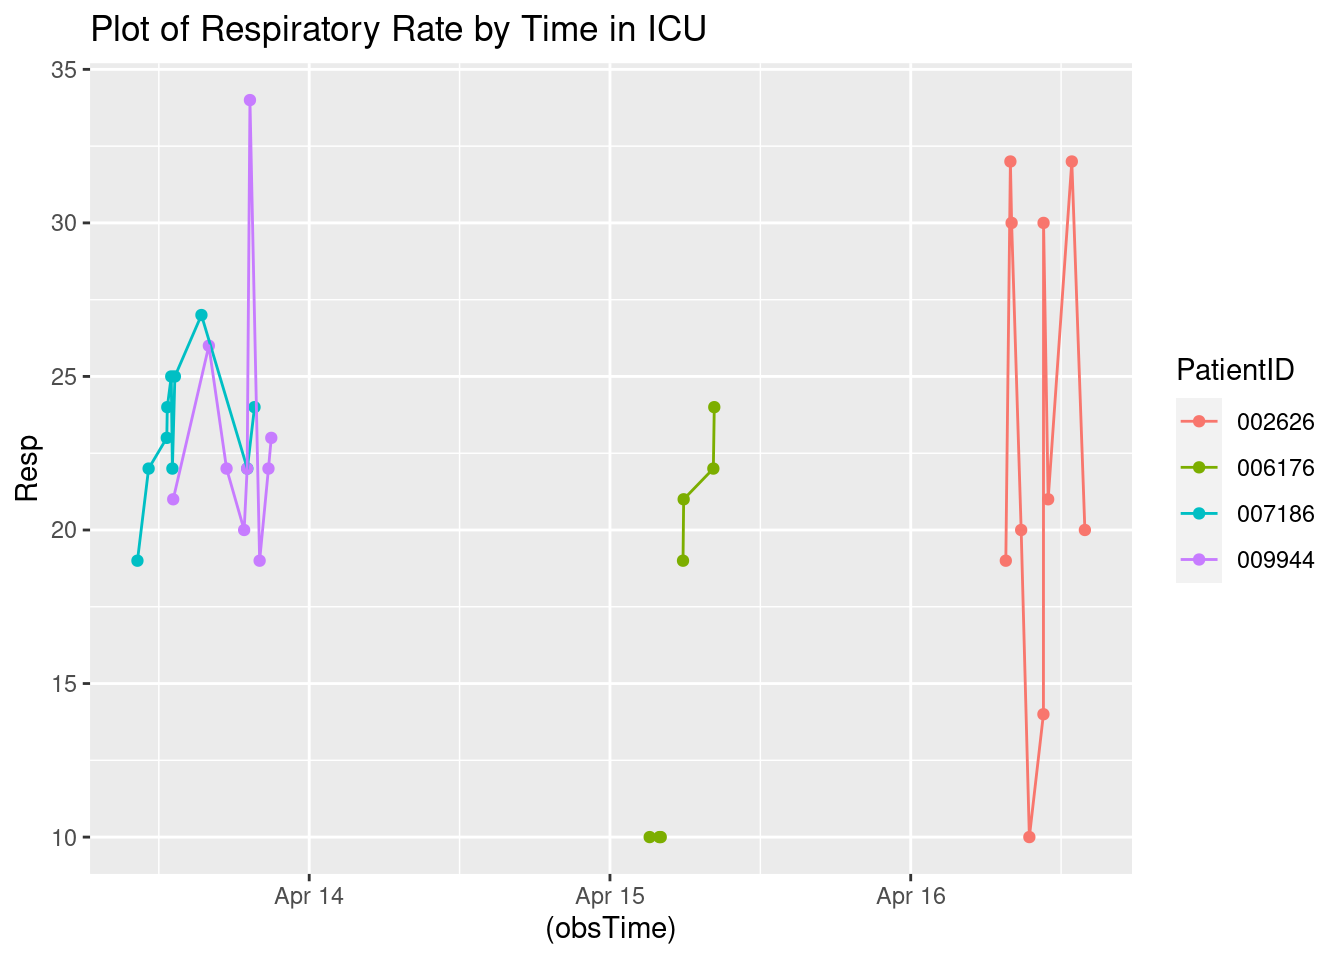 Plot of Respiratory Rate by Time in ICU
35
30
25
20
15
10
Resp
Apr 14
Apr 15
Apr 16
(obsTime)
PatientID
002626
006176
007186
009944